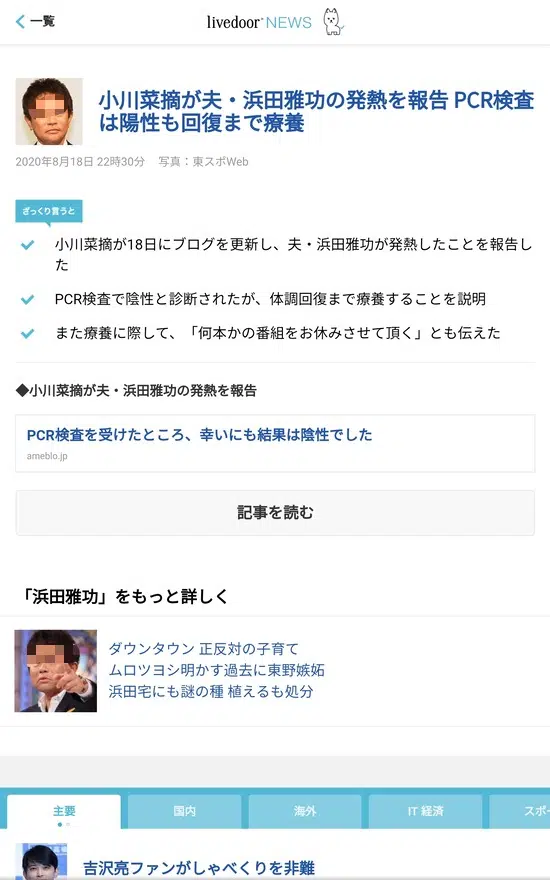 一覧
livedoor NEWS
小川菜摘が夫・浜田雅功の発熱を報告 PCR検査
は陽性も回復まで療養
2020年8月18日 22時30分 写真：東スポWeb
ざっくり言うと
小川菜摘が18日にブログを更新し、夫・浜田雅功が発熱したことを報告し
た
PCR検査で陰性と診断されたが、体調回復まで療養することを説明
また療養に際して、「何本かの番組をお休みさせて頂く」とも伝えた
◆小川菜摘が夫・浜田雅功の発熱を報告
PCR検査を受けたところ、幸いにも結果は陰性でした
ameblo.jp
記事を読む
「浜田雅功」をもっと詳しく
ダウンタウン 正反対の子育て
ムロツヨシ明かす過去に東野嫉妬
浜田宅にも謎の種 植えるも処分
主要
国内
海外
IT 経済
スポ
吉沢亮ファンがしゃべくりを非難